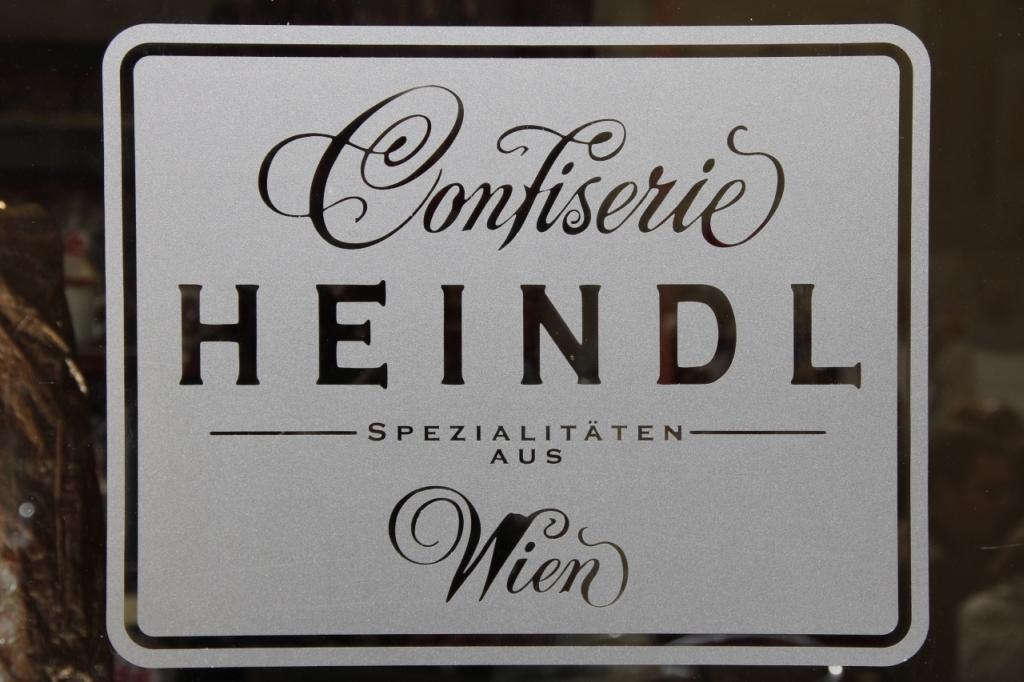 Confiserie
HEINDL
SPEZIALITÄTEN
AUS
Wien